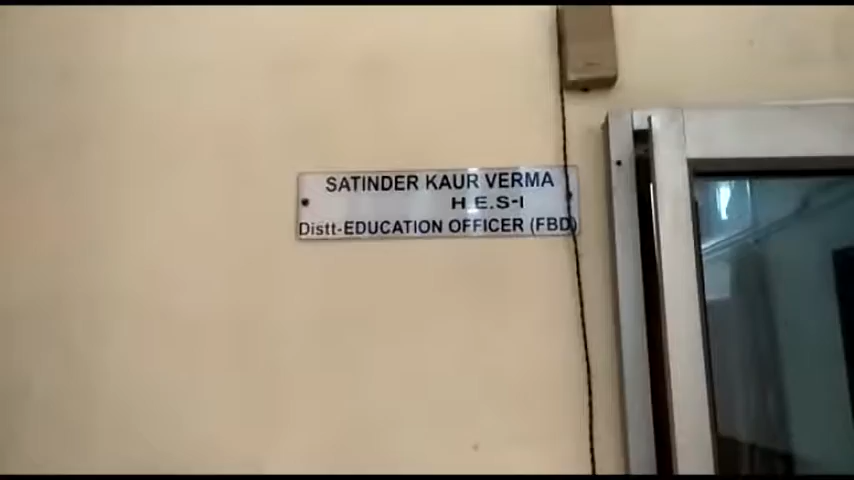 SATINDER KAUR VERMA
H.E.S-I
Distt-EDUCATION OFFICER (FBD)